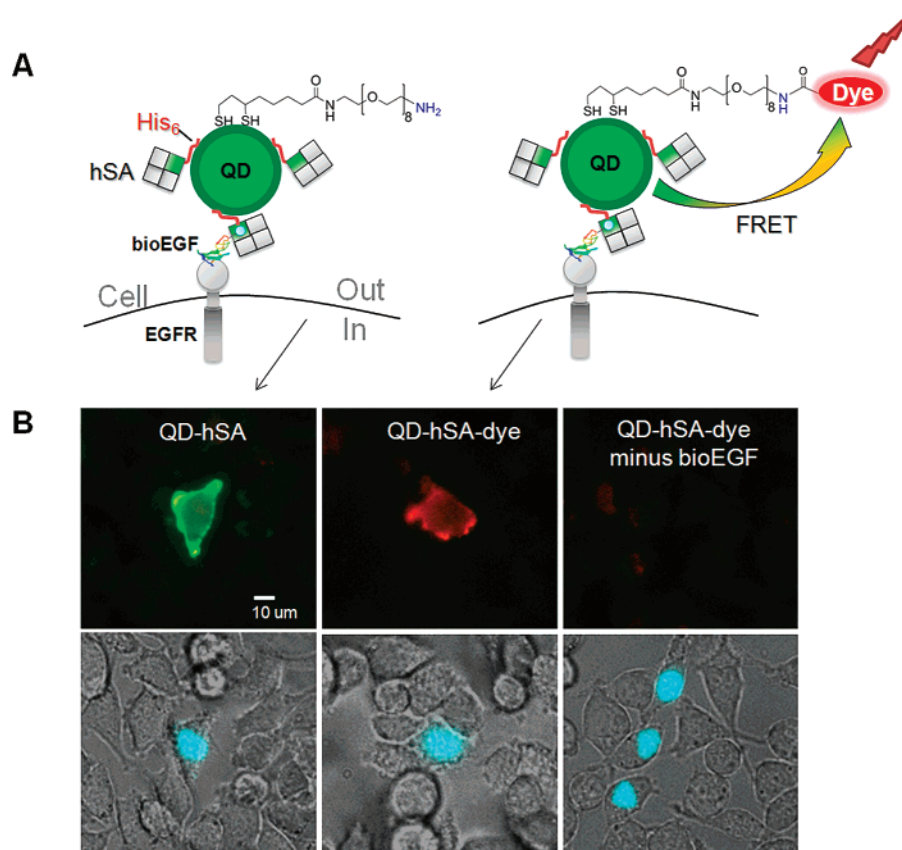 A
O
N
H
O
8
NH2
SH SH
His6
hSA
QD
bioEGF
Cell
Out
In
EGFR
O
N
H
O
8
H
N
O
Dye
SH SH
QD
FRET
B
QD-hSA
10 um
QD-hSA-dye
QD-hSA-dye
minus bioEGF